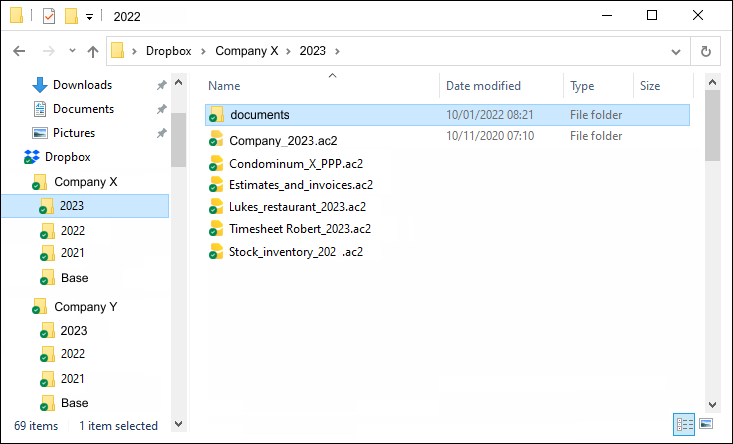 2022
Dropbox Company X 2023
Downloads
Documents
Pictures
Dropbox
Company X
2023
2022
2021
Base
Company Y
2023
2022
2021
Base
Name Date modified Type Size
documents 10/01/2022 08:21 File folder
Company_2023.ac2 10/11/2020 07:10 File folder
Condominum_X_PPP.ac2
Estimates_and_invoices.ac2
Lukes_restaurant_2023.ac2
Timesheet Robert_2023.ac2
Stock_inventory_202 .ac2
69 items 1 item selected